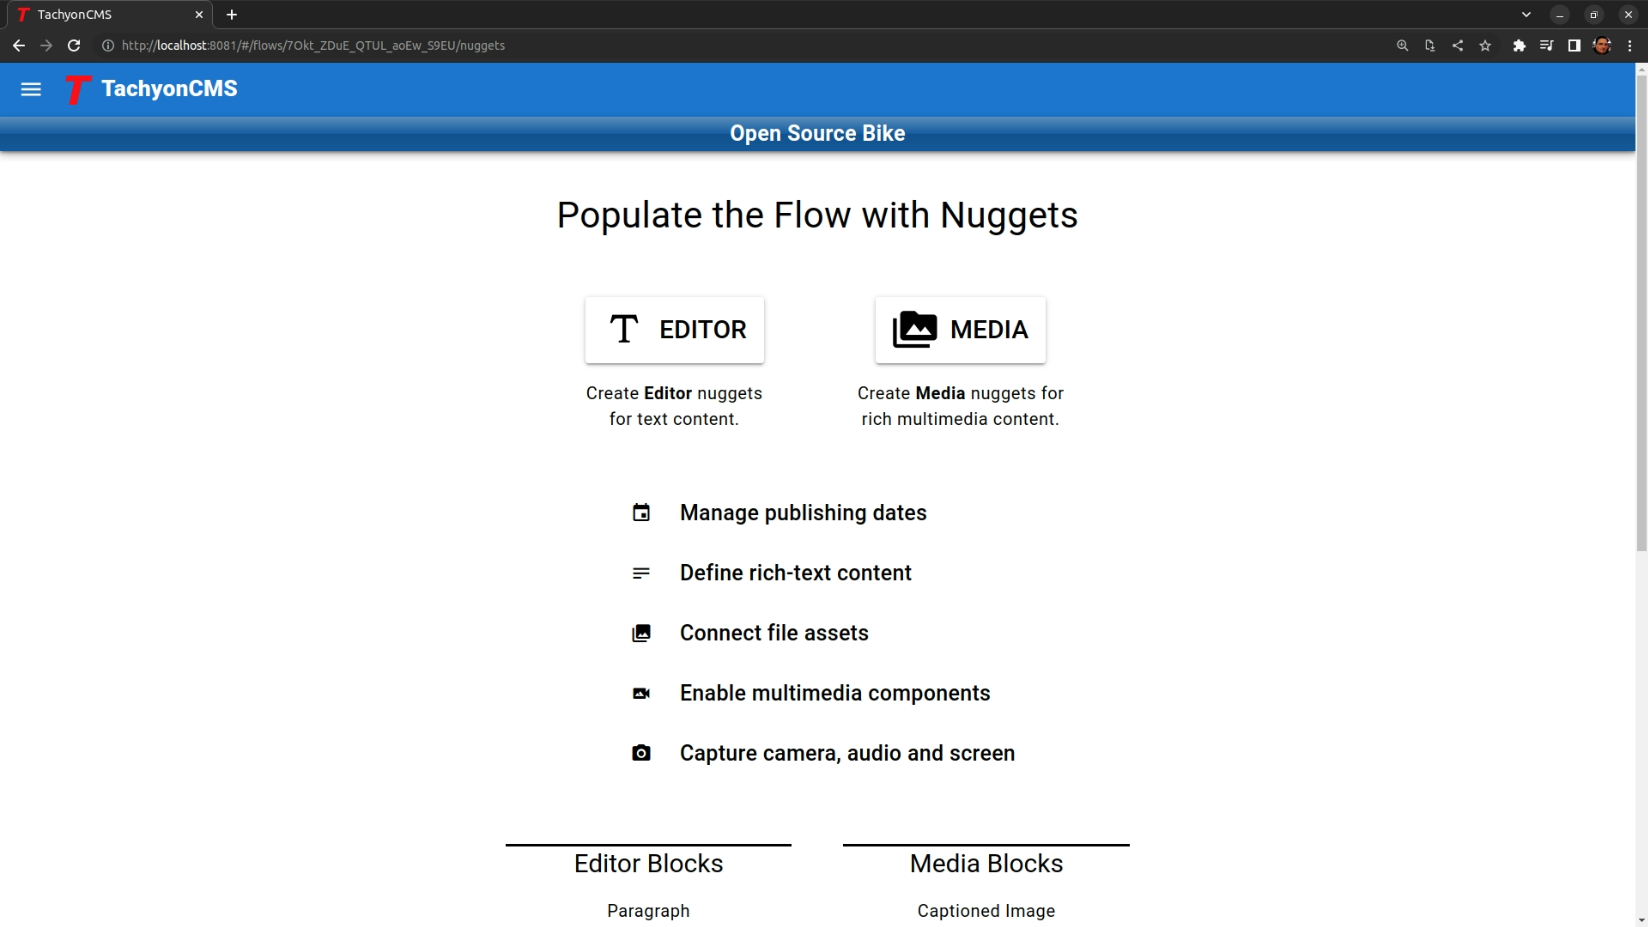 TachyonCMS
http://localhost:8081/#/flows/7Okt_ZDuE_QTUL_aoEw_S9EU/nuggets
TachyonCMS
Open Source Bike
Populate the Flow with Nuggets
EDITOR
MEDIA
Create Editor nuggets
for text content.
Create Media nuggets for
rich multimedia content.
Manage publishing dates
Define rich-text content
Connect file assets
Enable multimedia components
Capture camera, audio and screen
Editor Blocks
Media Blocks
Paragraph
Captioned Image